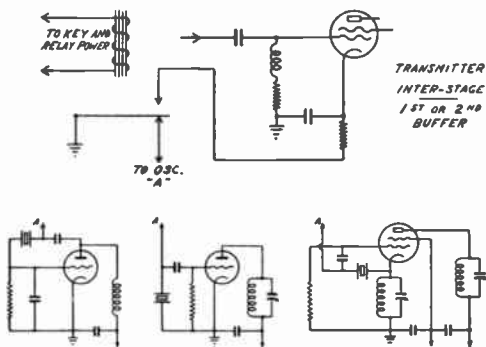 TO KEY AND
RELAY POWER
TRANSMITTER
INTER-STAGE
1ST OR 2ND
BUFFER
TO OSC.
"A"
A
A
A